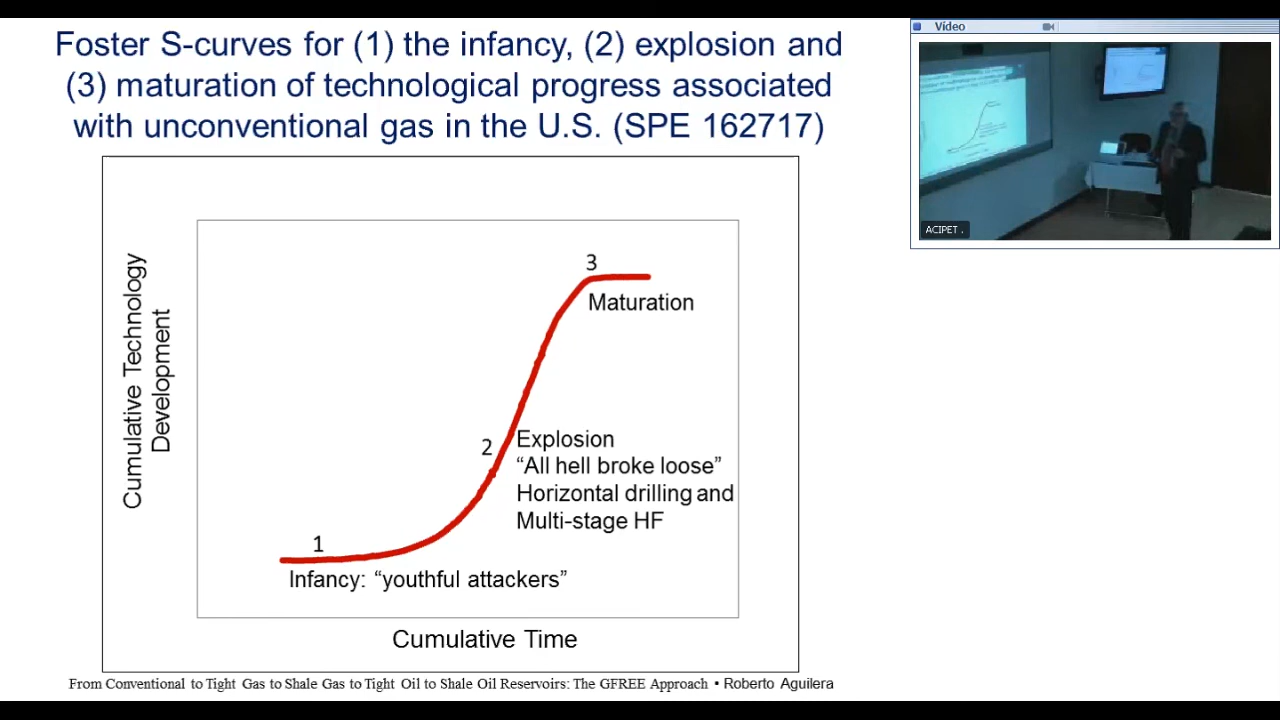 Foster S-curves for (1) the infancy, (2) explosion and
(3) maturation of technological progress associated
with unconventional gas in the U.S. (SPE 162717)
Cumulative Technology
Development
3
Maturation
2
Explosion
“All hell broke loose”
Horizontal drilling and
Multi-stage HF
1
Infancy: “youthful attackers”
Cumulative Time
From Conventional to Tight Gas to Shale Gas to Tight Oil to Shale Oil Reservoirs: The GFREE Approach • Roberto Aguilera
Video
ACIPET .